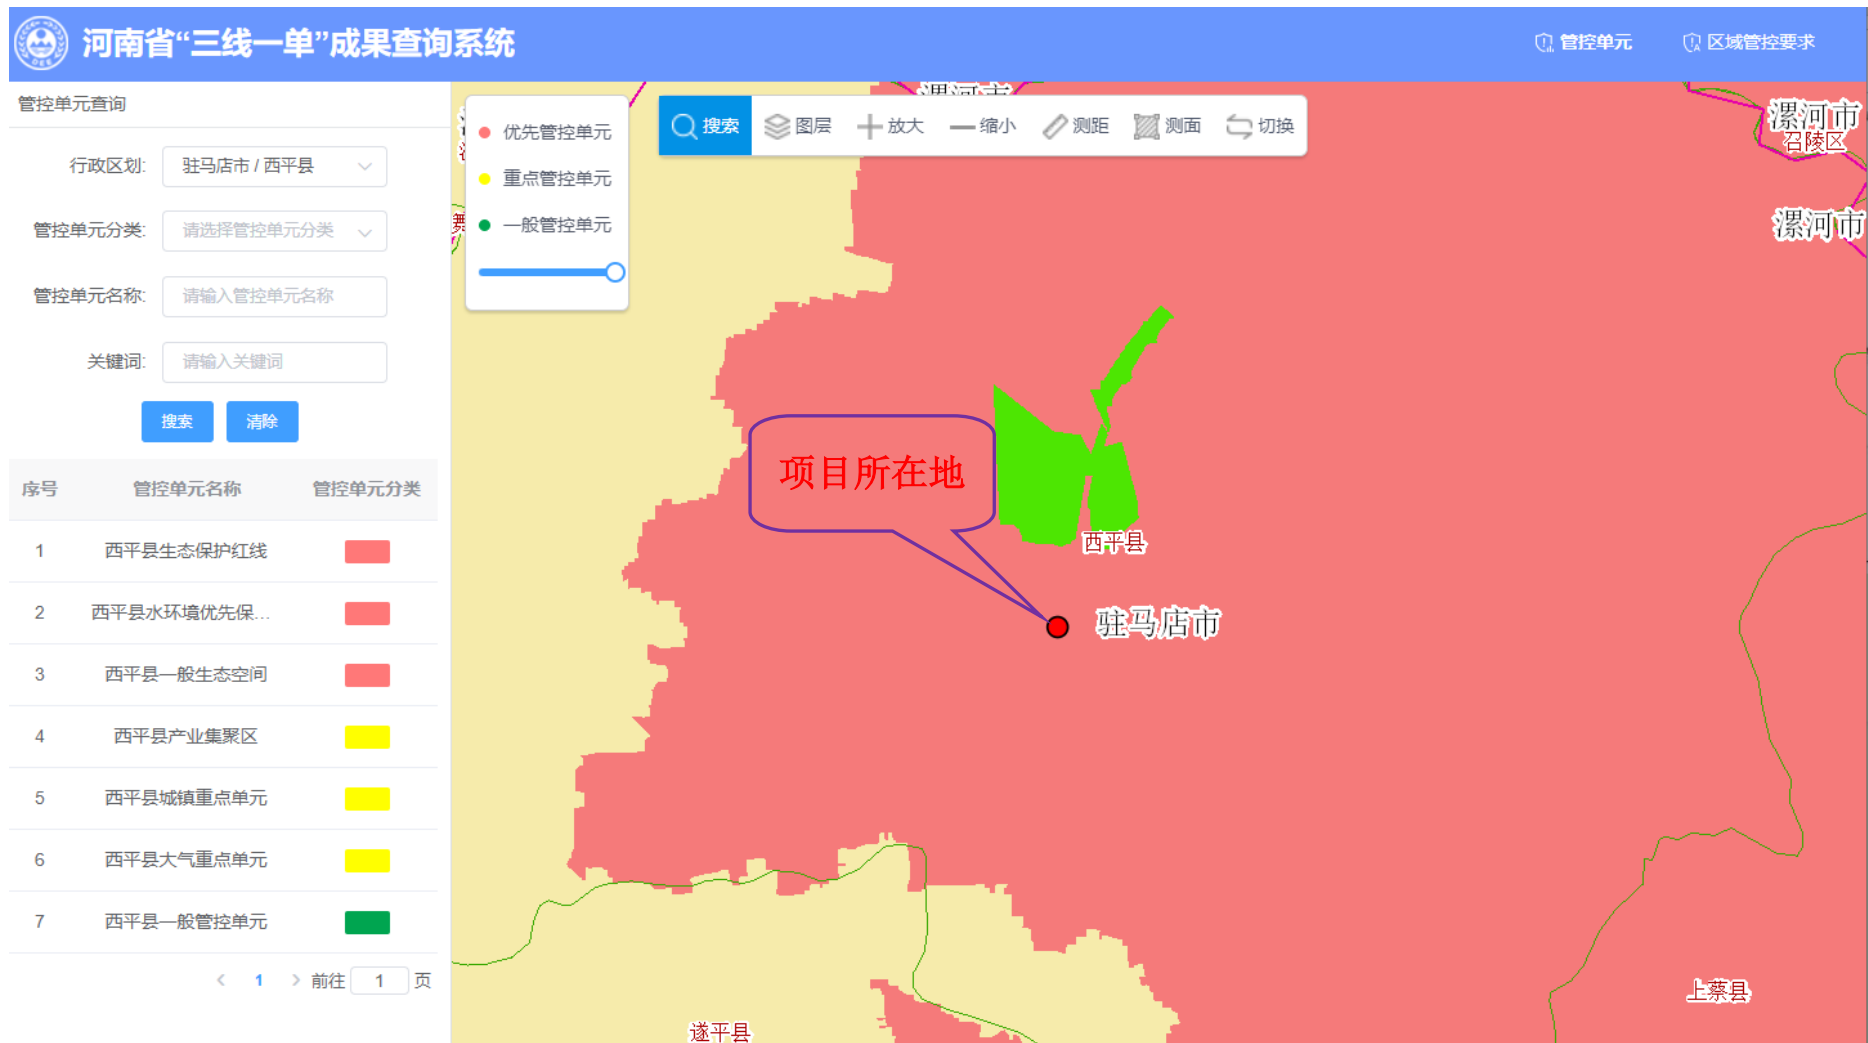 河南省“三线一单”成果查询系统
管控单元
区域管控要求
管控单元查询
行政区划: 驻马店市 / 西平县
管控单元分类: 请选择管控单元分类
管控单元名称: 请输入管控单元名称
关键词: 请输入关键词
搜索 清除
序号 管控单元名称 管控单元分类
1 西平县生态保护红线
2 西平县水环境优先保...
3 西平县一般生态空间
4 西平县产业集聚区
5 西平县城镇重点单元
6 西平县大气重点单元
7 西平县一般管控单元
1 前往 1 页
优先管控单元
重点管控单元
一般管控单元
搜索 图层 放大 缩小 测距 测面 切换
漯河市
漯河市
召陵区
漯河市
舞
项目所在地
西平县
驻马店市
上蔡县
遂平县